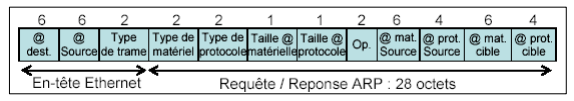 6 6 2 2 2 1 1 2 6 4 6 4
@ @ Type Type de Type de Taille @ Taille @ Op. @ mat. @ prot. @ mat. @ prot.
dest. Source de trame matériel protocole matérielle protocole Source Source cible cible
En-tête Ethernet Requête / Reponse ARP : 28 octets